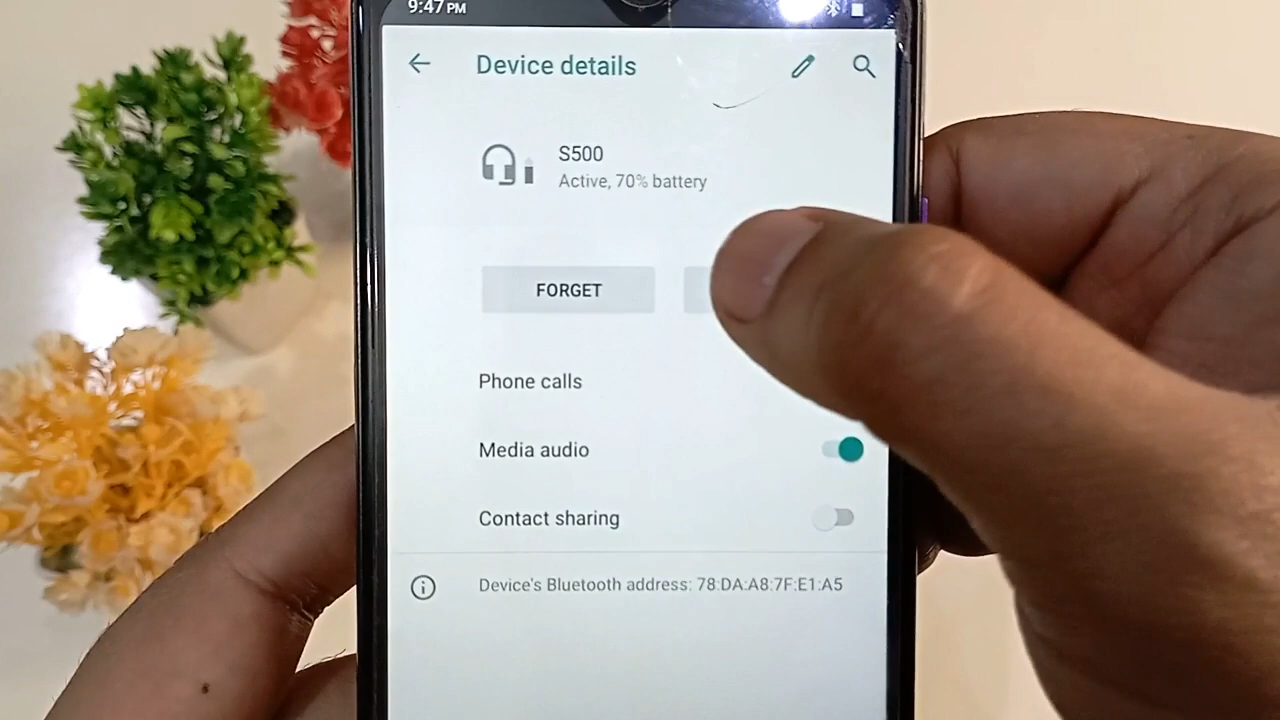 9:47 PM
Device details
S500
Active, 70% battery
FORGET
Phone calls
Media audio
Contact sharing
Device's Bluetooth address: 78:DA:A8:7F:E1:A5